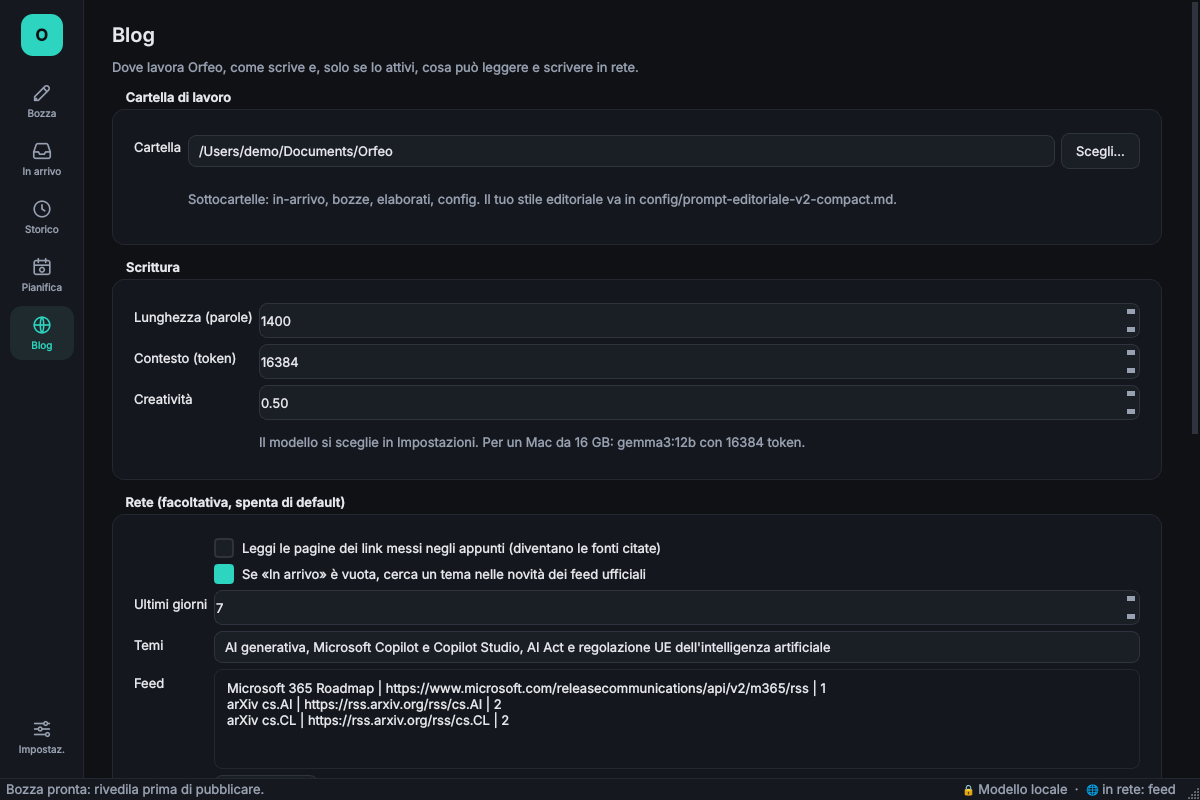 O
Bozza
In arrivo
Storico
Pianifica
Blog
Impostaz.
Blog
Dove lavora Orfeo, come scrive e, solo se lo attivi, cosa può leggere e scrivere in rete.
Cartella di lavoro
Cartella /Users/demo/Documents/Orfeo Scegli...
Sottocartelle: in-arrivo, bozze, elaborati, config. Il tuo stile editoriale va in config/prompt-editoriale-v2-compact.md.
Scrittura
Lunghezza (parole) 1400
Contesto (token) 16384
Creatività 0.50
Il modello si sceglie in Impostazioni. Per un Mac da 16 GB: gemma3:12b con 16384 token.
Rete (facoltativa, spenta di default)
Leggi le pagine dei link messi negli appunti (diventano le fonti citate)
Se «In arrivo» è vuota, cerca un tema nelle novità dei feed ufficiali
Ultimi giorni 7
Temi AI generativa, Microsoft Copilot e Copilot Studio, AI Act e regolazione UE dell'intelligenza artificiale
Feed Microsoft 365 Roadmap | https://www.microsoft.com/releasecommunications/api/v2/m365/rss | 1
arXiv cs.AI | https://rss.arxiv.org/rss/cs.AI | 2
arXiv cs.CL | https://rss.arxiv.org/rss/cs.CL | 2
Bozza pronta: rivedila prima di pubblicare. Modello locale · in rete: feed